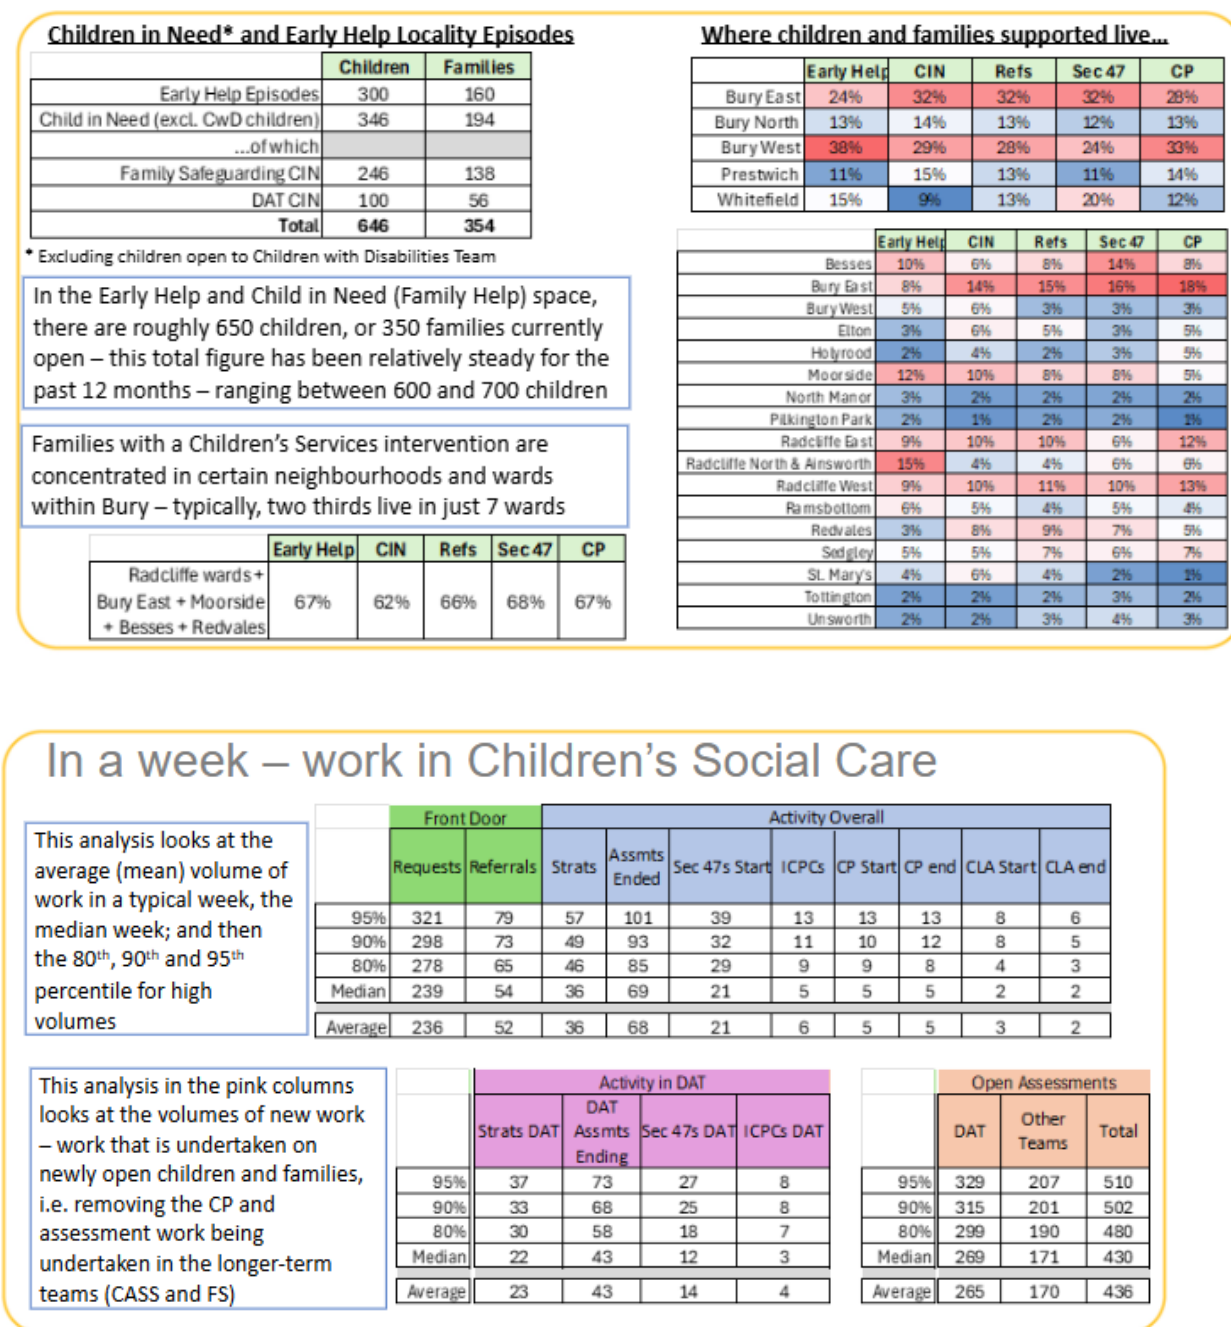 Children in Need* and Early Help Locality Episodes
Children Families
Early Help Episodes 300 160
Child in Need (excl. CwD children) 346 194
...of which
Family Safeguarding CIN 246 138
DAT CIN 100 56
Total 646 354
* Excluding children open to Children with Disabilities Team
In the Early Help and Child in Need (Family Help) space,
there are roughly 650 children, or 350 families currently
open – this total figure has been relatively steady for the
past 12 months – ranging between 600 and 700 children
Families with a Children's Services intervention are
concentrated in certain neighbourhoods and wards
within Bury – typically, two thirds live in just 7 wards
Early Help CIN Refs Sec 47 CP
Radcliffe wards +
Bury East + Moorside 67% 62% 66% 68% 67%
+ Besses + Redvales
Where children and families supported live...
Early Help CIN Refs Sec 47 CP
Bury East 24% 32% 32% 32% 28%
Bury North 13% 14% 13% 12% 13%
Bury West 38% 29% 28% 24% 33%
Prestwich 11% 15% 13% 11% 14%
Whitefield 15% 9% 13% 20% 12%
Early Help CIN Refs Sec 47 CP
Besses 10% 6% 8% 14% 8%
Bury East 8% 14% 15% 16% 18%
Bury West 5% 6% 3% 3% 3%
Elton 3% 6% 5% 3% 5%
Holyrood 2% 4% 2% 3% 5%
Moorside 12% 10% 8% 8% 5%
North Manor 3% 2% 2% 2% 2%
Pilkington Park 2% 1% 2% 2% 1%
Radcliffe East 9% 10% 10% 6% 12%
Radcliffe North & Ainsworth 15% 4% 4% 6% 6%
Radcliffe West 9% 10% 11% 10% 13%
Ramsbottom 6% 5% 4% 5% 4%
Redvales 3% 8% 9% 7% 5%
Sedgley 5% 5% 7% 6% 7%
St. Mary's 4% 6% 4% 2% 1%
Tottington 2% 2% 2% 3% 2%
Unsworth 2% 2% 3% 4% 3%
In a week – work in Children's Social Care
This analysis looks at the
average (mean) volume of
work in a typical week, the
median week; and then
the 80th, 90th and 95th
percentile for high
volumes
Front Door Activity Overall
Requests Referrals Strats Assmts Ended Sec 47s Start ICPCs CP Start CP end CLA Start CLA end
95% 321 79 57 101 39 13 13 13 8 6
90% 298 73 49 93 32 11 10 12 8 5
80% 278 65 46 85 29 9 9 8 4 3
Median 239 54 36 69 21 5 5 5 2 2
Average 236 52 36 68 21 6 5 5 3 2
This analysis in the pink columns
looks at the volumes of new work
– work that is undertaken on
newly open children and families,
i.e. removing the CP and
assessment work being
undertaken in the longer-term
teams (CASS and FS)
Activity in DAT
Strats DAT DAT Assmts Ending Sec 47s DAT ICPCs DAT
95% 37 73 27 8
90% 33 68 25 8
80% 30 58 18 7
Median 22 43 12 3
Average 23 43 14 4
Open Assessments
DAT Other Teams Total
95% 329 207 510
90% 315 201 502
80% 299 190 480
Median 269 171 430
Average 265 170 436